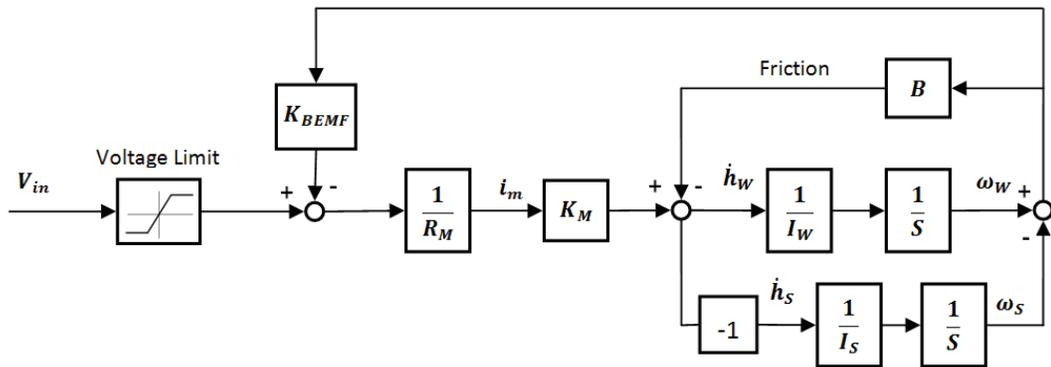 Friction
B
K_BEMF
Voltage Limit
V_in
+ -
1/R_M
i_m
K_M
+ -
ḣ_W
1/I_W
1/S
ω_W
+
-
-1
ḣ_S
1/I_S
1/S
ω_S